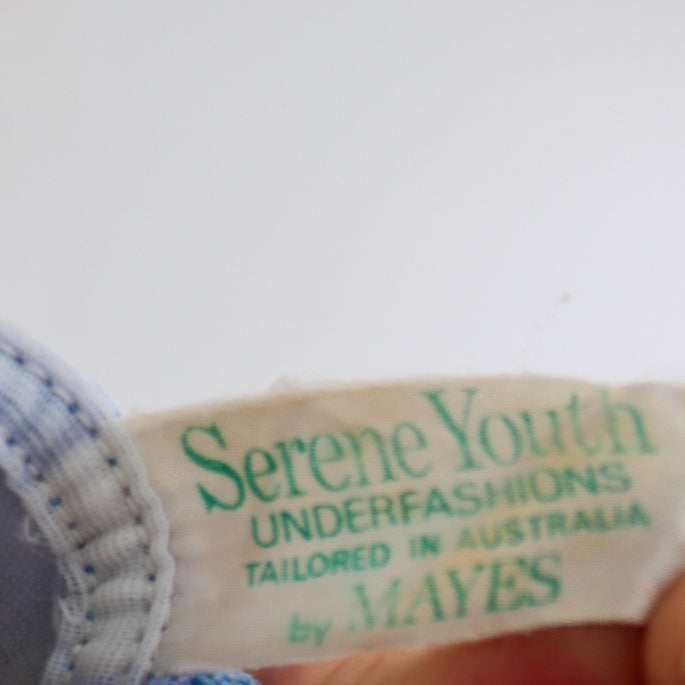 Serene Youth
UNDERFASHIONS
TAILORED IN AUSTRALIA
by MAYES